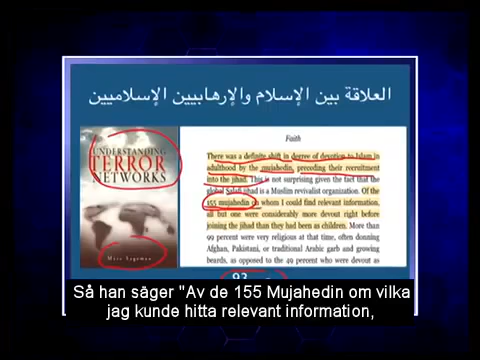 العلاقة بين الإسلام والإرهابيين الإسلاميين
UNDERSTANDING
TERROR
NETWORKS
Marc Sageman
Faith
There was a definite shift in degree of devotion to Islam in
adulthood by the mujahedin, preceding their recruitment
into the jihad. This is not surprising given the fact that the
global Salafi jihad is a Muslim revivalist organization. Of the
155 mujahedin on whom I could find relevant information,
all but one were considerably more devout right before
joining the jihad than they had been as children. More than
99 percent were very religious at that time, often donning
Afghan, Pakistani, or traditional Arabic garb and growing
beards, as opposed to the 49 percent who were devout as
93
Så han säger "Av de 155 Mujahedin om vilka
jag kunde hitta relevant information,